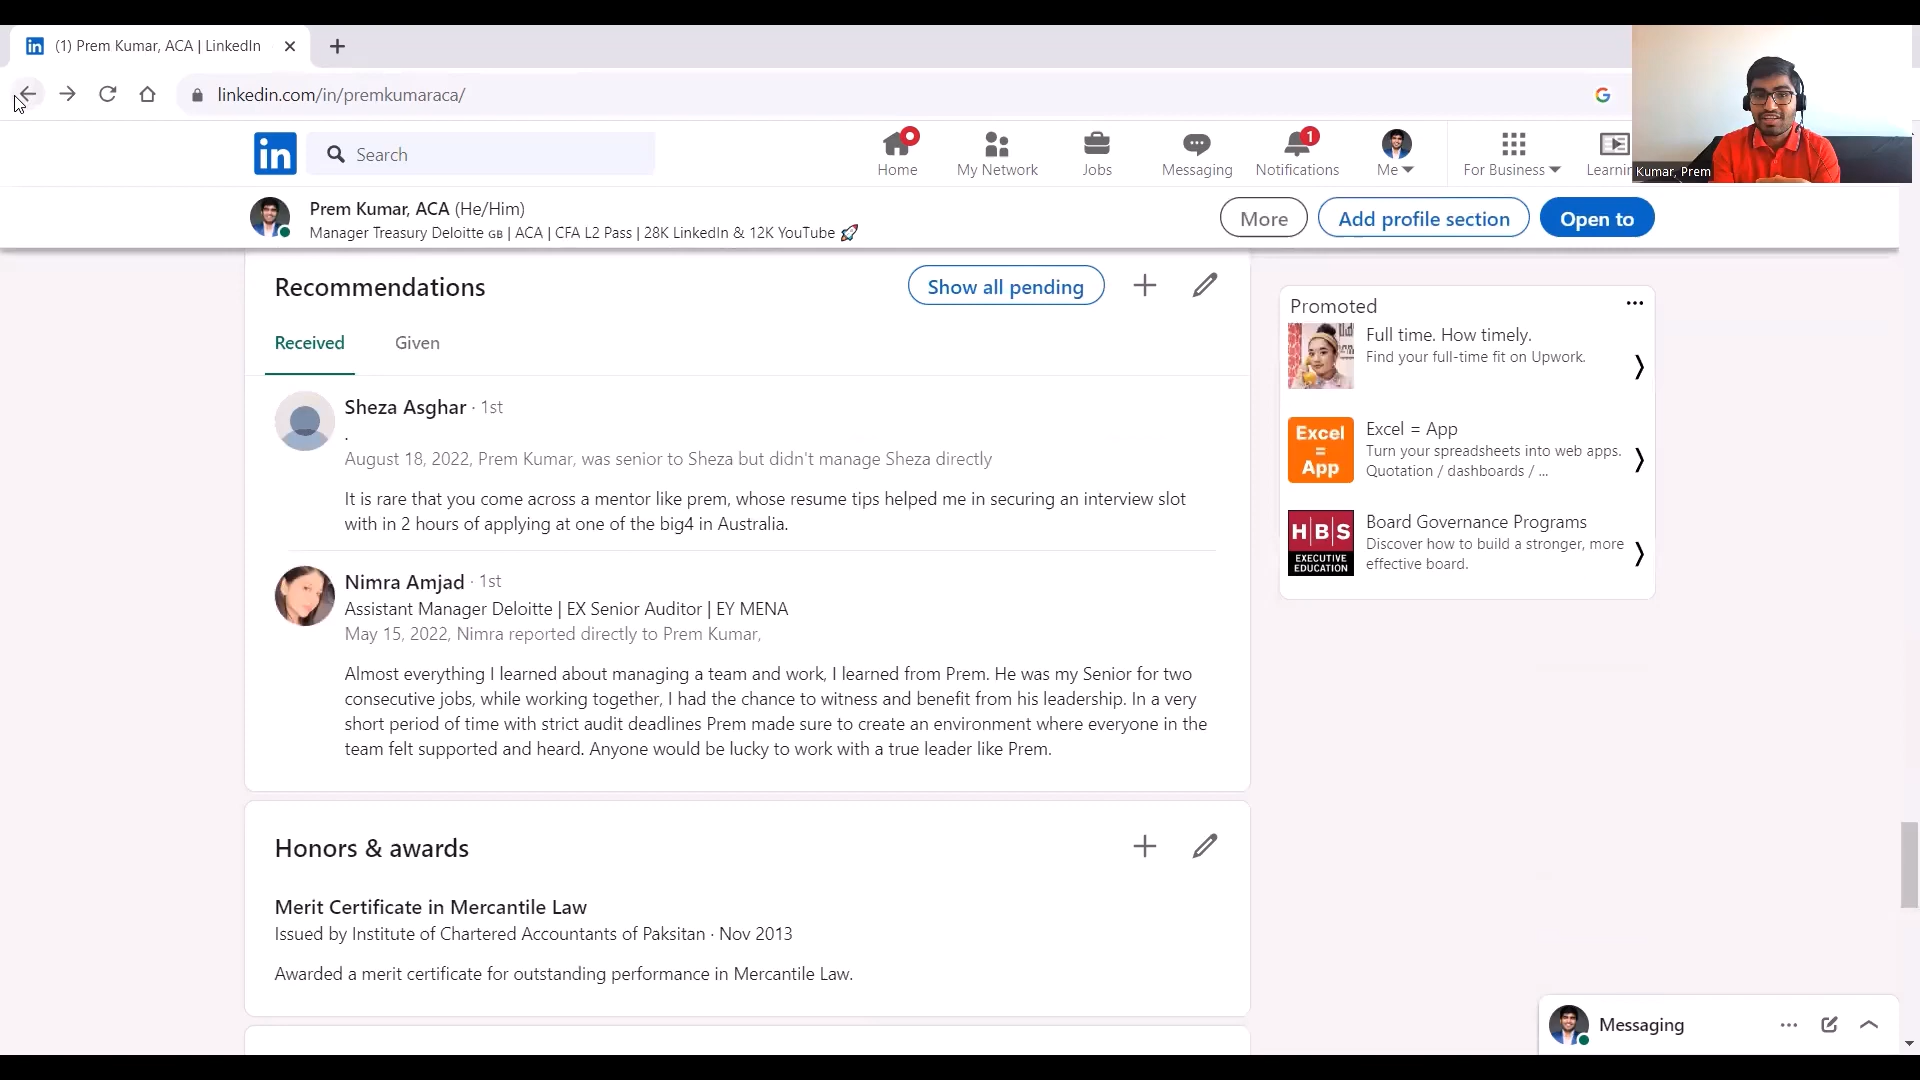 (1) Prem Kumar, ACA | LinkedIn
linkedin.com/in/premkumaraca/
Kumar, Prem
in
Search
Home
My Network
Jobs
Messaging
1
Notifications
Me
For Business
Learnin
Prem Kumar, ACA (He/Him)
Manager Treasury Deloitte GB | ACA | CFA L2 Pass | 28K LinkedIn & 12K YouTube 🚀
More
Add profile section
Open to
Recommendations
Show all pending
Received
Given
Sheza Asghar · 1st
.
August 18, 2022, Prem Kumar, was senior to Sheza but didn't manage Sheza directly
It is rare that you come across a mentor like prem, whose resume tips helped me in securing an interview slot
with in 2 hours of applying at one of the big4 in Australia.
Nimra Amjad · 1st
Assistant Manager Deloitte | EX Senior Auditor | EY MENA
May 15, 2022, Nimra reported directly to Prem Kumar,
Almost everything I learned about managing a team and work, I learned from Prem. He was my Senior for two
consecutive jobs, while working together, I had the chance to witness and benefit from his leadership. In a very
short period of time with strict audit deadlines Prem made sure to create an environment where everyone in the
team felt supported and heard. Anyone would be lucky to work with a true leader like Prem.
Honors & awards
Merit Certificate in Mercantile Law
Issued by Institute of Chartered Accountants of Paksitan · Nov 2013
Awarded a merit certificate for outstanding performance in Mercantile Law.
Promoted
Full time. How timely.
Find your full-time fit on Upwork.
Excel
=
App
Excel = App
Turn your spreadsheets into web apps.
Quotation / dashboards / ...
H|B|S
EXECUTIVE
EDUCATION
Board Governance Programs
Discover how to build a stronger, more
effective board.
Messaging